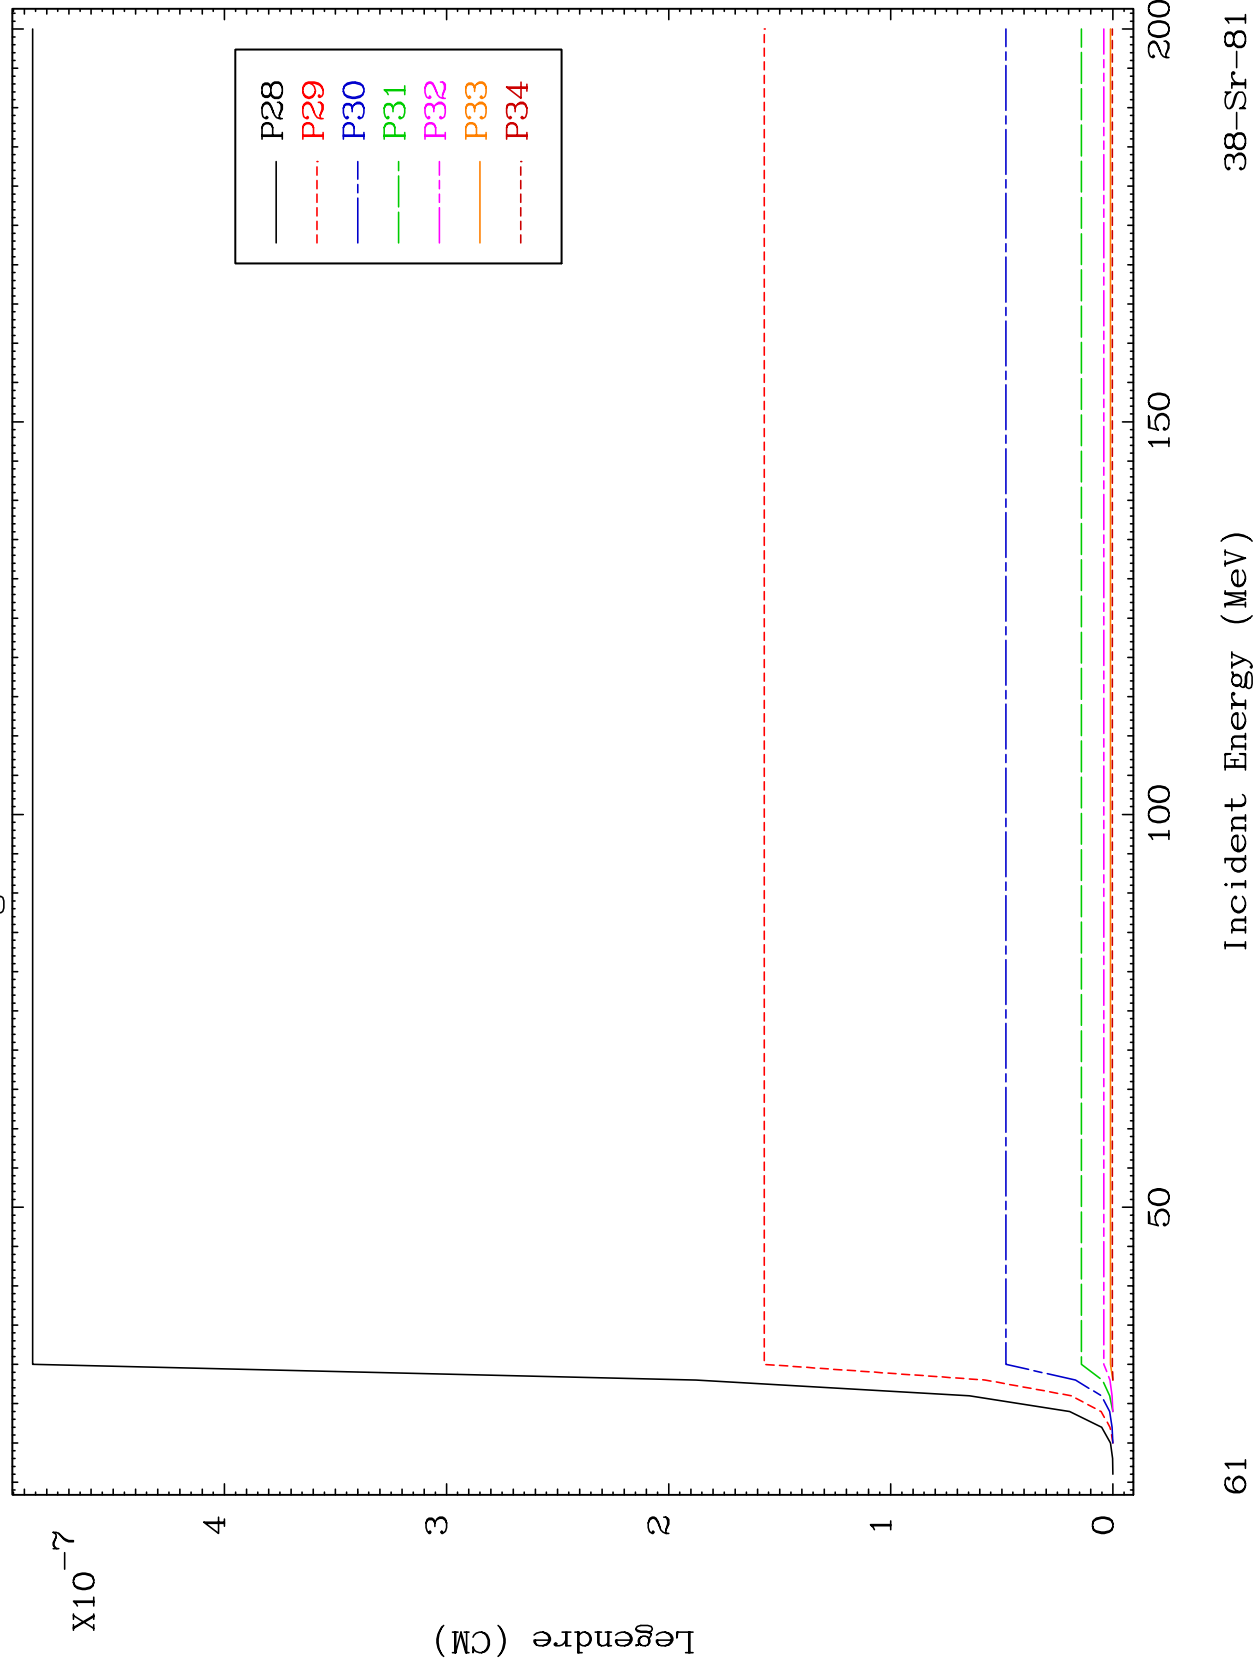 X10-7
Legendre (CM)
4
3
2
1
0
P28
P29
P30
P31
P32
P33
P34
50
100
150
200
Incident Energy (MeV)
61
38-Sr-81